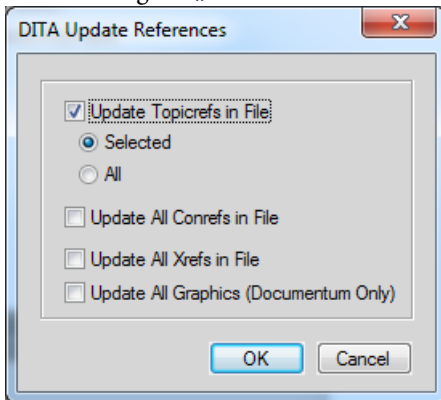 DITA Update References
Update Topicrefs in File
Selected
All
Update All Conrefs in File
Update All Xrefs in File
Update All Graphics (Documentum Only)
OK Cancel